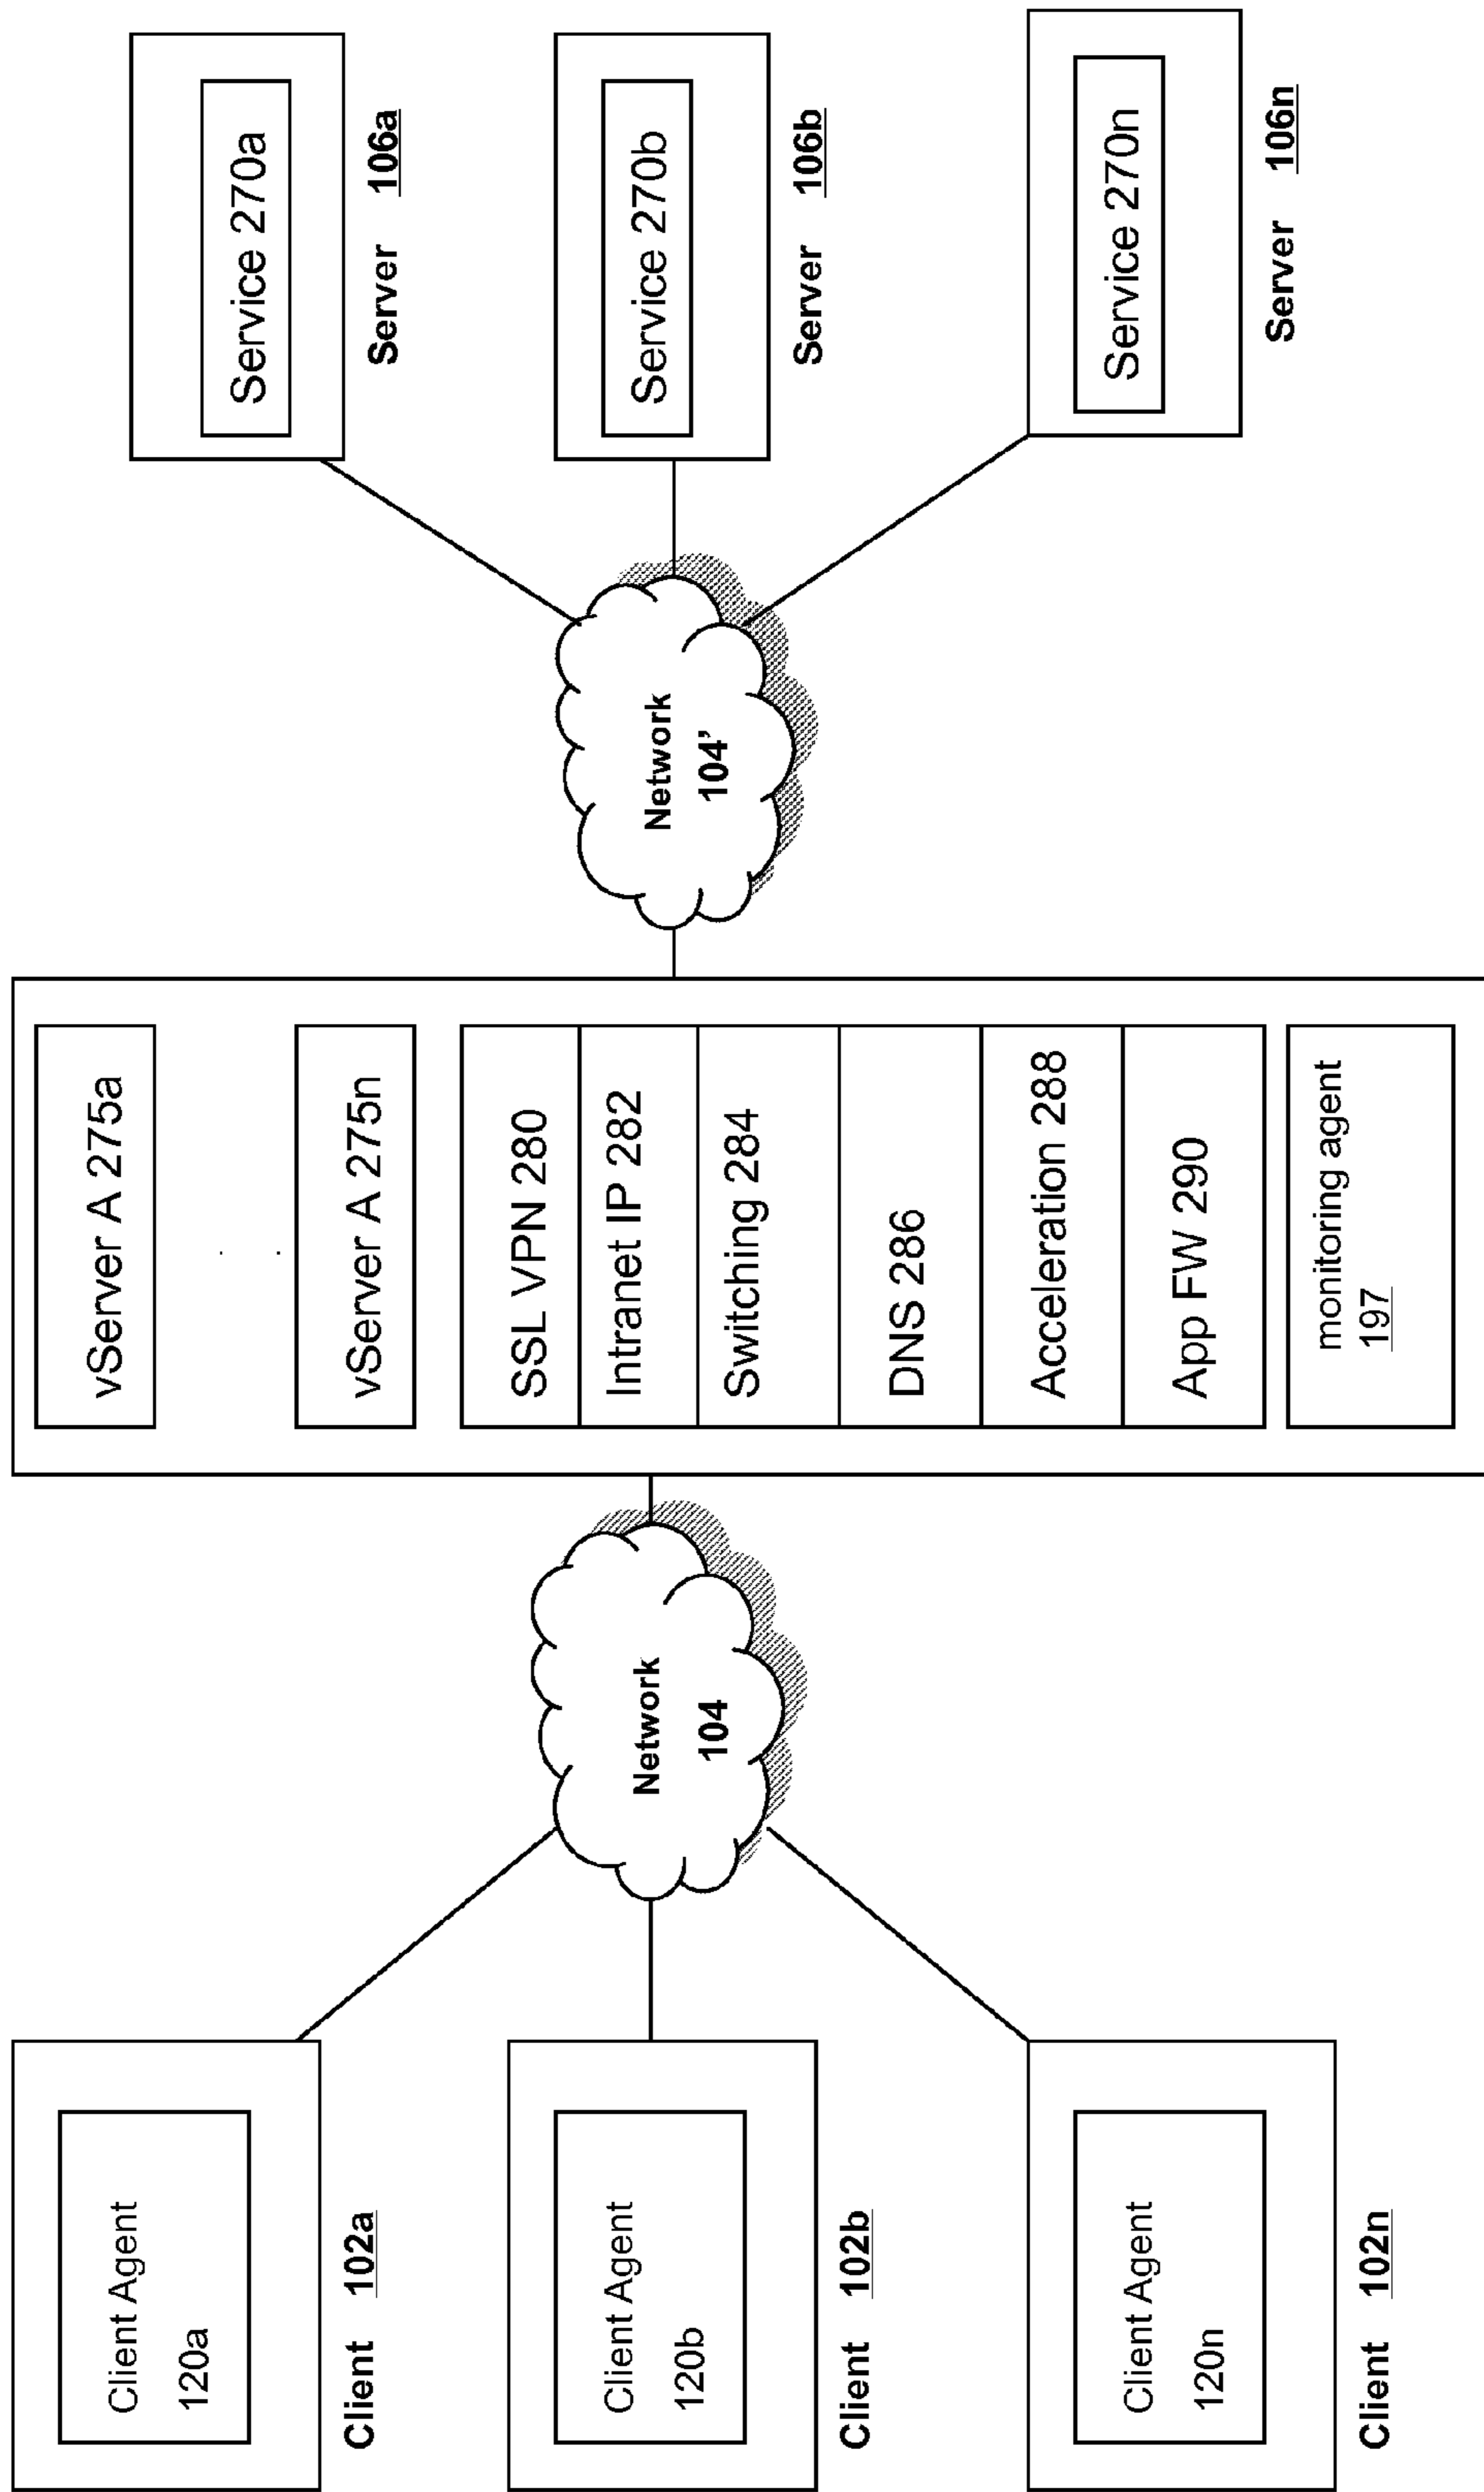 Client Agent
120a
Client 102a
Client Agent
120b
Client 102b
Client Agent
120n
Client 102n
Network
104
vServer A 275a
vServer A 275n
SSL VPN 280
Intranet IP 282
Switching 284
DNS 286
Acceleration 288
App FW 290
monitoring agent
197
Network
104'
Service 270a
Server 106a
Service 270b
Server 106b
Service 270n
Server 106n